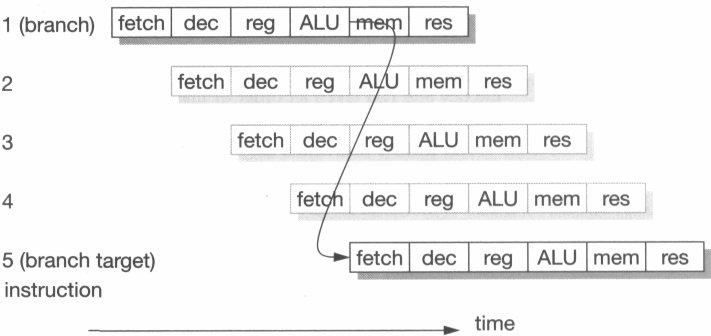 1 (branch) fetch dec reg ALU mem res
2 fetch dec reg ALU mem res
3 fetch dec reg ALU mem res
4 fetch dec reg ALU mem res
5 (branch target) fetch dec reg ALU mem res
instruction
time